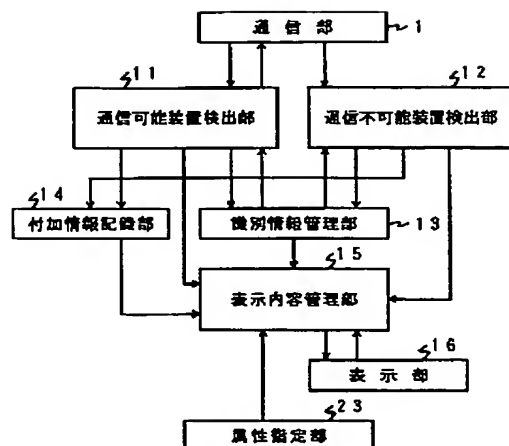 通信部
1
11
通信可能装置検出部
12
通信不可能装置検出部
14
付加情報記録部
識別情報管理部
13
15
表示内容管理部
16
表示部
23
属性指定部